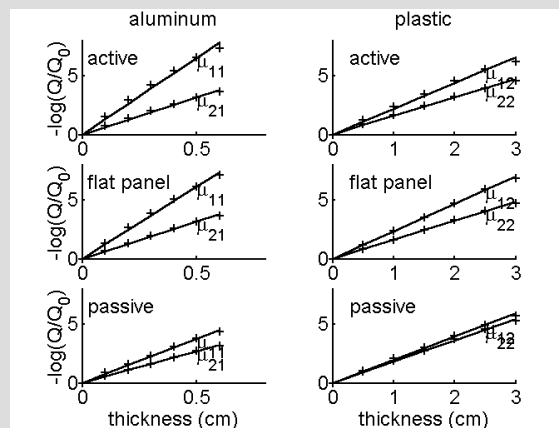 aluminum
plastic
-log(Q/Q0)
active
μ11
μ21
5
0
0
0.5
active
μ12
μ22
5
0
0
1
2
3
-log(Q/Q0)
flat panel
μ11
μ21
5
0
0
0.5
flat panel
μ12
μ22
5
0
0
1
2
3
-log(Q/Q0)
passive
μ11
μ21
5
0
0
0.5
thickness (cm)
passive
μ12
22
5
0
0
1
2
3
thickness (cm)